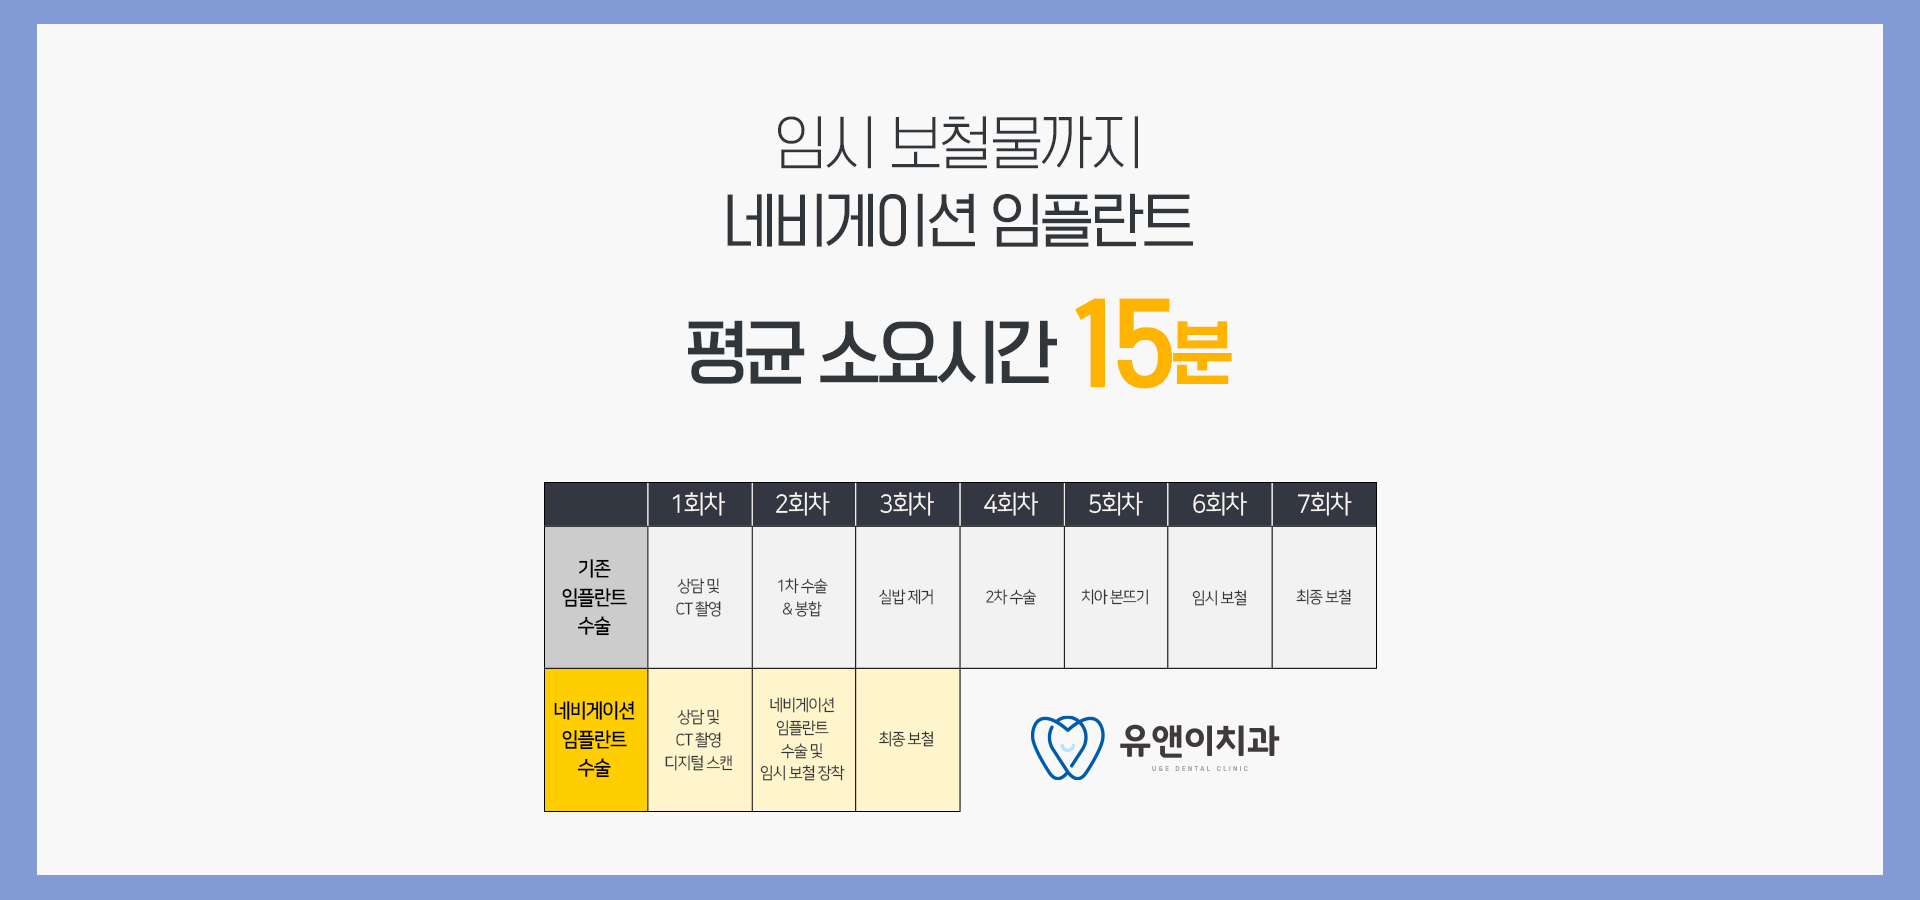 임시 보철물까지
네비게이션 임플란트
평균 소요시간 15분
1회차 2회차 3회차 4회차 5회차 6회차 7회차
기존
임플란트
수술
상담 및
CT 촬영
1차 수술
& 봉합
실밥 제거
2차 수술
치아 본뜨기
임시 보철
최종 보철
네비게이션
임플란트
수술
상담 및
CT 촬영
디지털 스캔
네비게이션
임플란트
수술 및
임시 보철 장착
최종 보철
유앤이치과
U&E DENTAL CLINIC